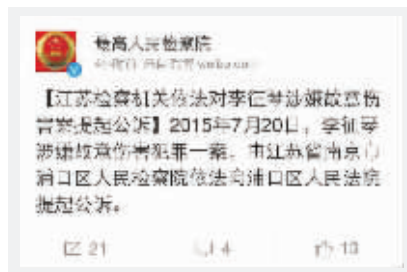 最高人民检察院
【江苏检察机关依法对李征琴涉嫌故意伤
害案提起公诉】2015年7月20日，李征琴
涉嫌故意伤害犯罪一案，由江苏省南京市
浦口区人民检察院依法向浦口区人民法院
提起公诉。
21 4 13